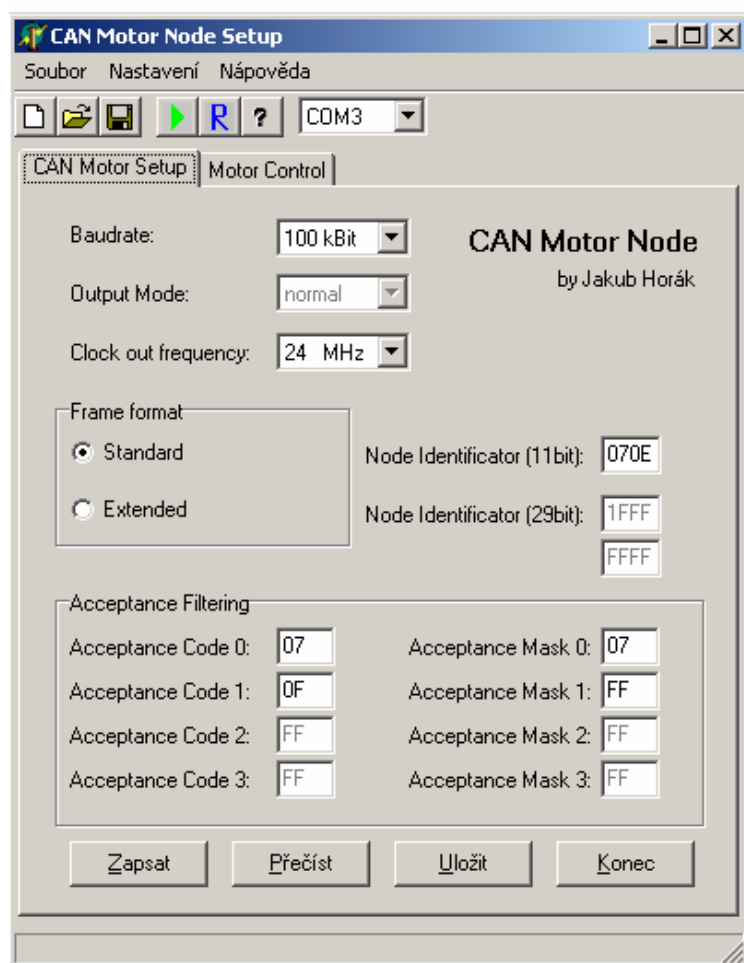 CAN Motor Node Setup
Soubor Nastavení Nápověda
R ? COM3
CAN Motor Setup Motor Control
Baudrate: 100 kBit CAN Motor Node
by Jakub Horák
Output Mode: normal
Clock out frequency: 24 MHz
Frame format
Standard Node Identificator (11bit): 070E
Extended Node Identificator (29bit): 1FFF
FFFF
Acceptance Filtering
Acceptance Code 0: 07 Acceptance Mask 0: 07
Acceptance Code 1: 0F Acceptance Mask 1: FF
Acceptance Code 2: FF Acceptance Mask 2: FF
Acceptance Code 3: FF Acceptance Mask 3: FF
Zapsat Přečíst Uložit Konec